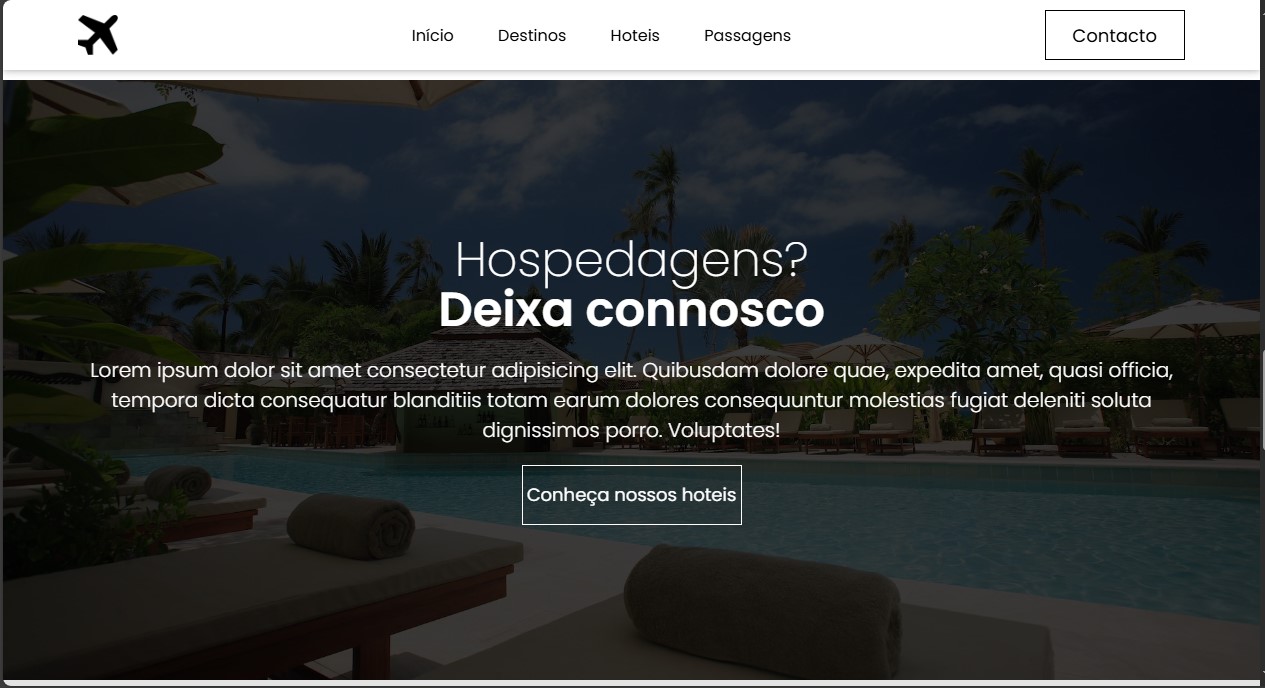 Início
Destinos
Hoteis
Passagens
Contacto
Hospedagens?
Deixa connosco
Lorem ipsum dolor sit amet consectetur adipisicing elit. Quibusdam dolore quae, expedita amet, quasi officia,
tempora dicta consequatur blanditiis totam earum dolores consequuntur molestias fugiat deleniti soluta
dignissimos porro. Voluptates!
Conheça nossos hoteis